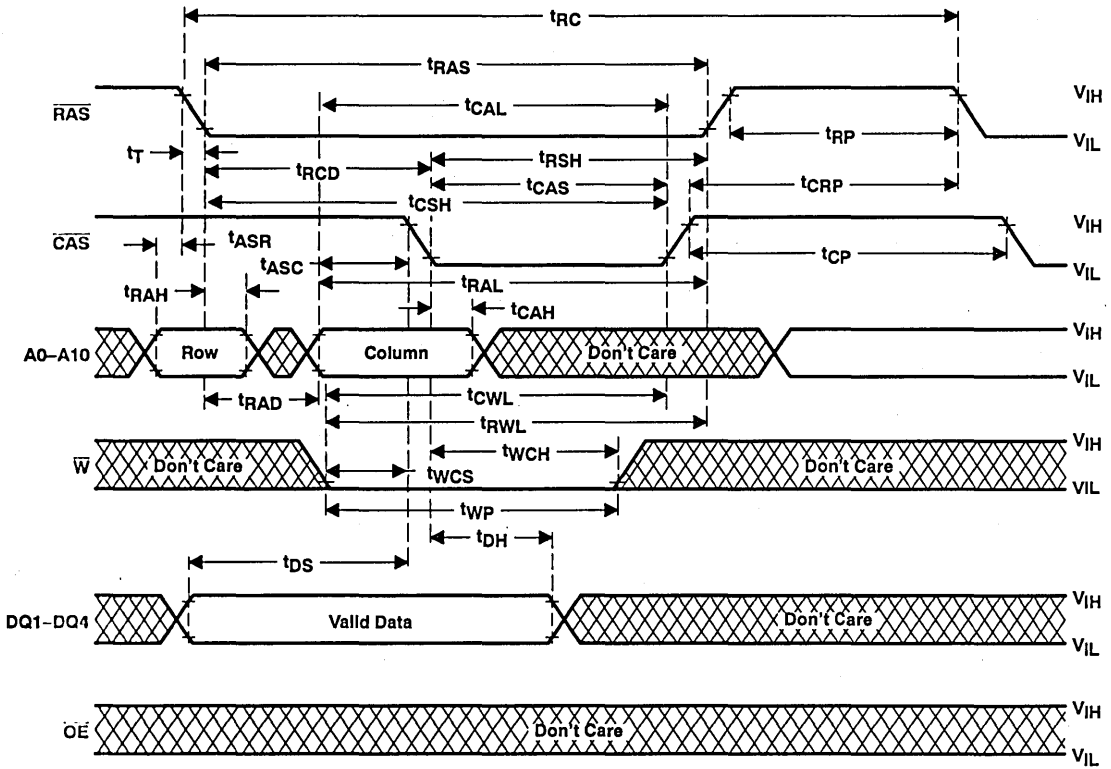 tRC
tRAS
tCAL
RAS
VIH
VIL
tRP
tT
tRCD
tRSH
tCAS
tCRP
tCSH
CAS
VIH
VIL
tASR
tASC
tCP
tRAL
tRAH
tCAH
A0–A10
Row
Column
Don't Care
VIH
VIL
tCWL
tRAD
tRWL
W
Don't Care
tWCH
Don't Care
VIH
VIL
tWCS
tWP
tDH
tDS
DQ1–DQ4
Valid Data
Don't Care
VIH
VIL
OE
Don't Care
VIH
VIL